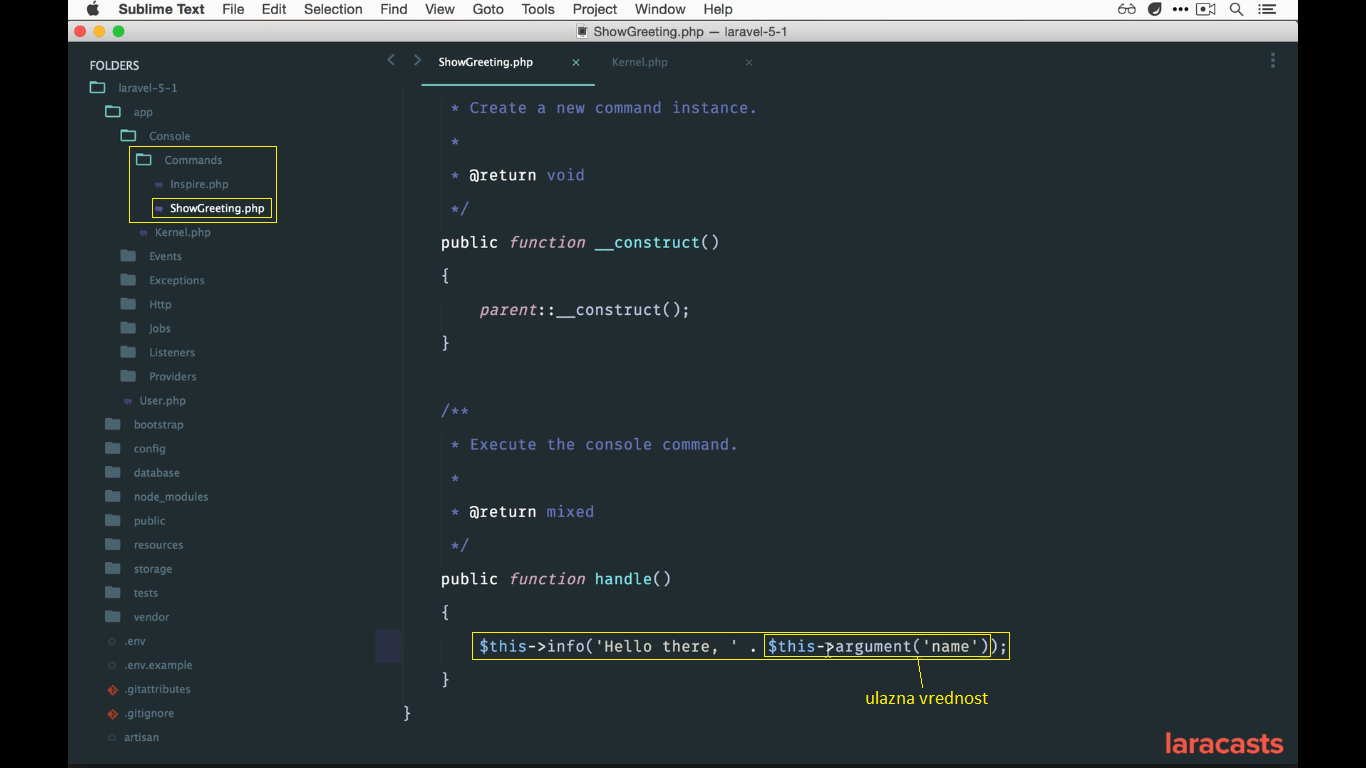 Sublime Text File Edit Selection Find View Goto Tools Project Window Help
ShowGreeting.php — laravel-5-1
FOLDERS
laravel-5-1
app
Console
Commands
Inspire.php
ShowGreeting.php
Kernel.php
Events
Exceptions
Http
Jobs
Listeners
Providers
User.php
bootstrap
config
database
node_modules
public
resources
storage
tests
vendor
.env
.env.example
.gitattributes
.gitignore
artisan
ShowGreeting.php × Kernel.php ×
* Create a new command instance.
*
* @return void
*/
public function __construct()
{
parent::__construct();
}
/**
* Execute the console command.
*
* @return mixed
*/
public function handle()
{
$this->info('Hello there, ' . $this->argument('name'));
}
}
ulazna vrednost
laracasts